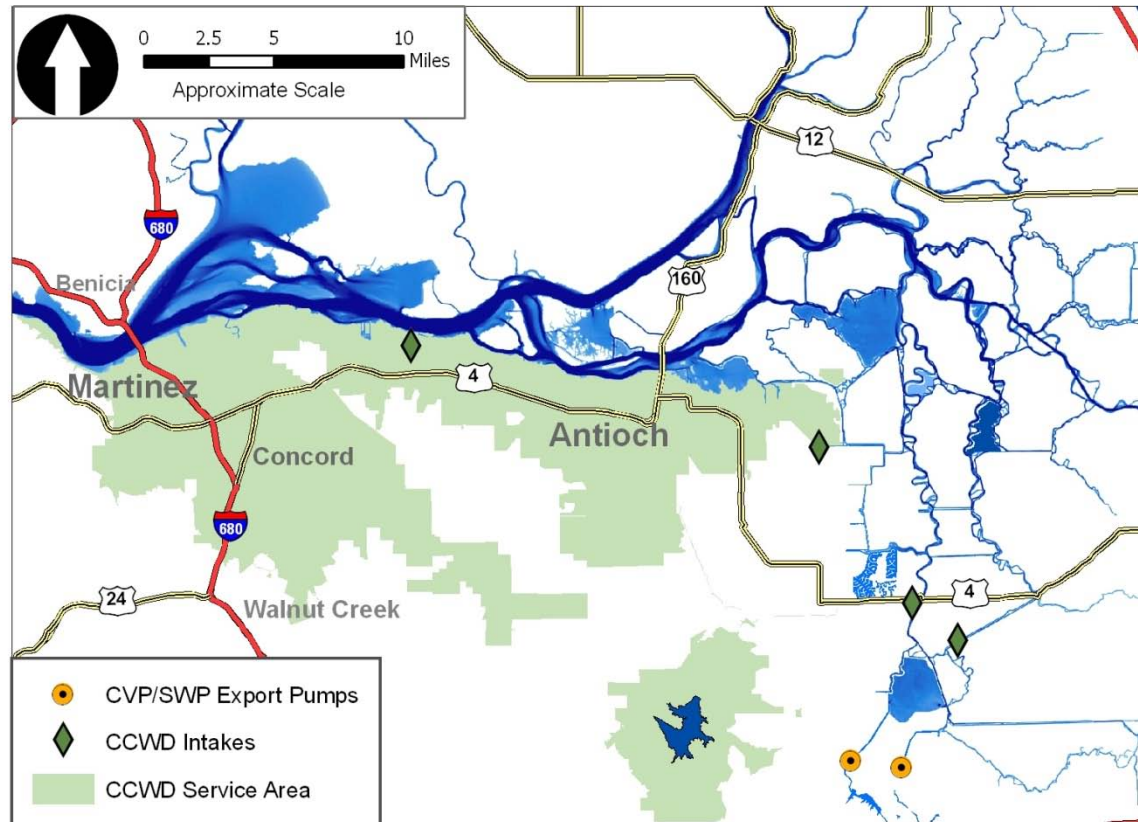 0 2.5 5 10
Miles
Approximate Scale
12
680
Benicia
160
Martinez
4
Antioch
Concord
680
24
Walnut Creek
4
CVP/SWP Export Pumps
CCWD Intakes
CCWD Service Area